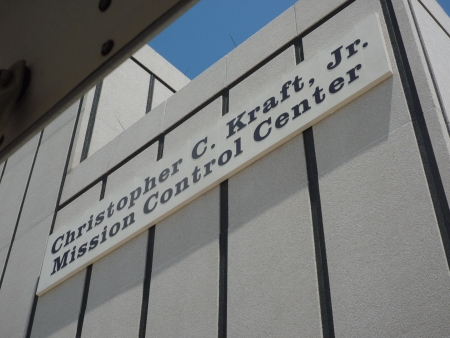 Christopher C. Kraft, Jr.
Mission Control Center